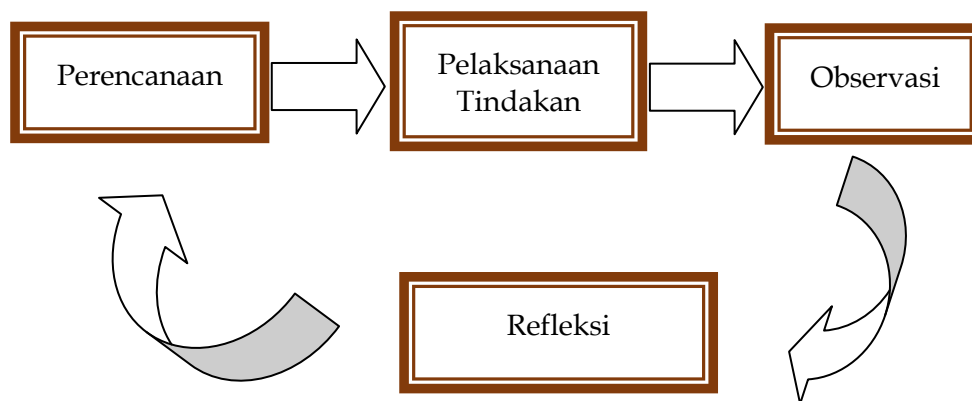 Perencanaan
Pelaksanaan
Tindakan
Observasi
Refleksi